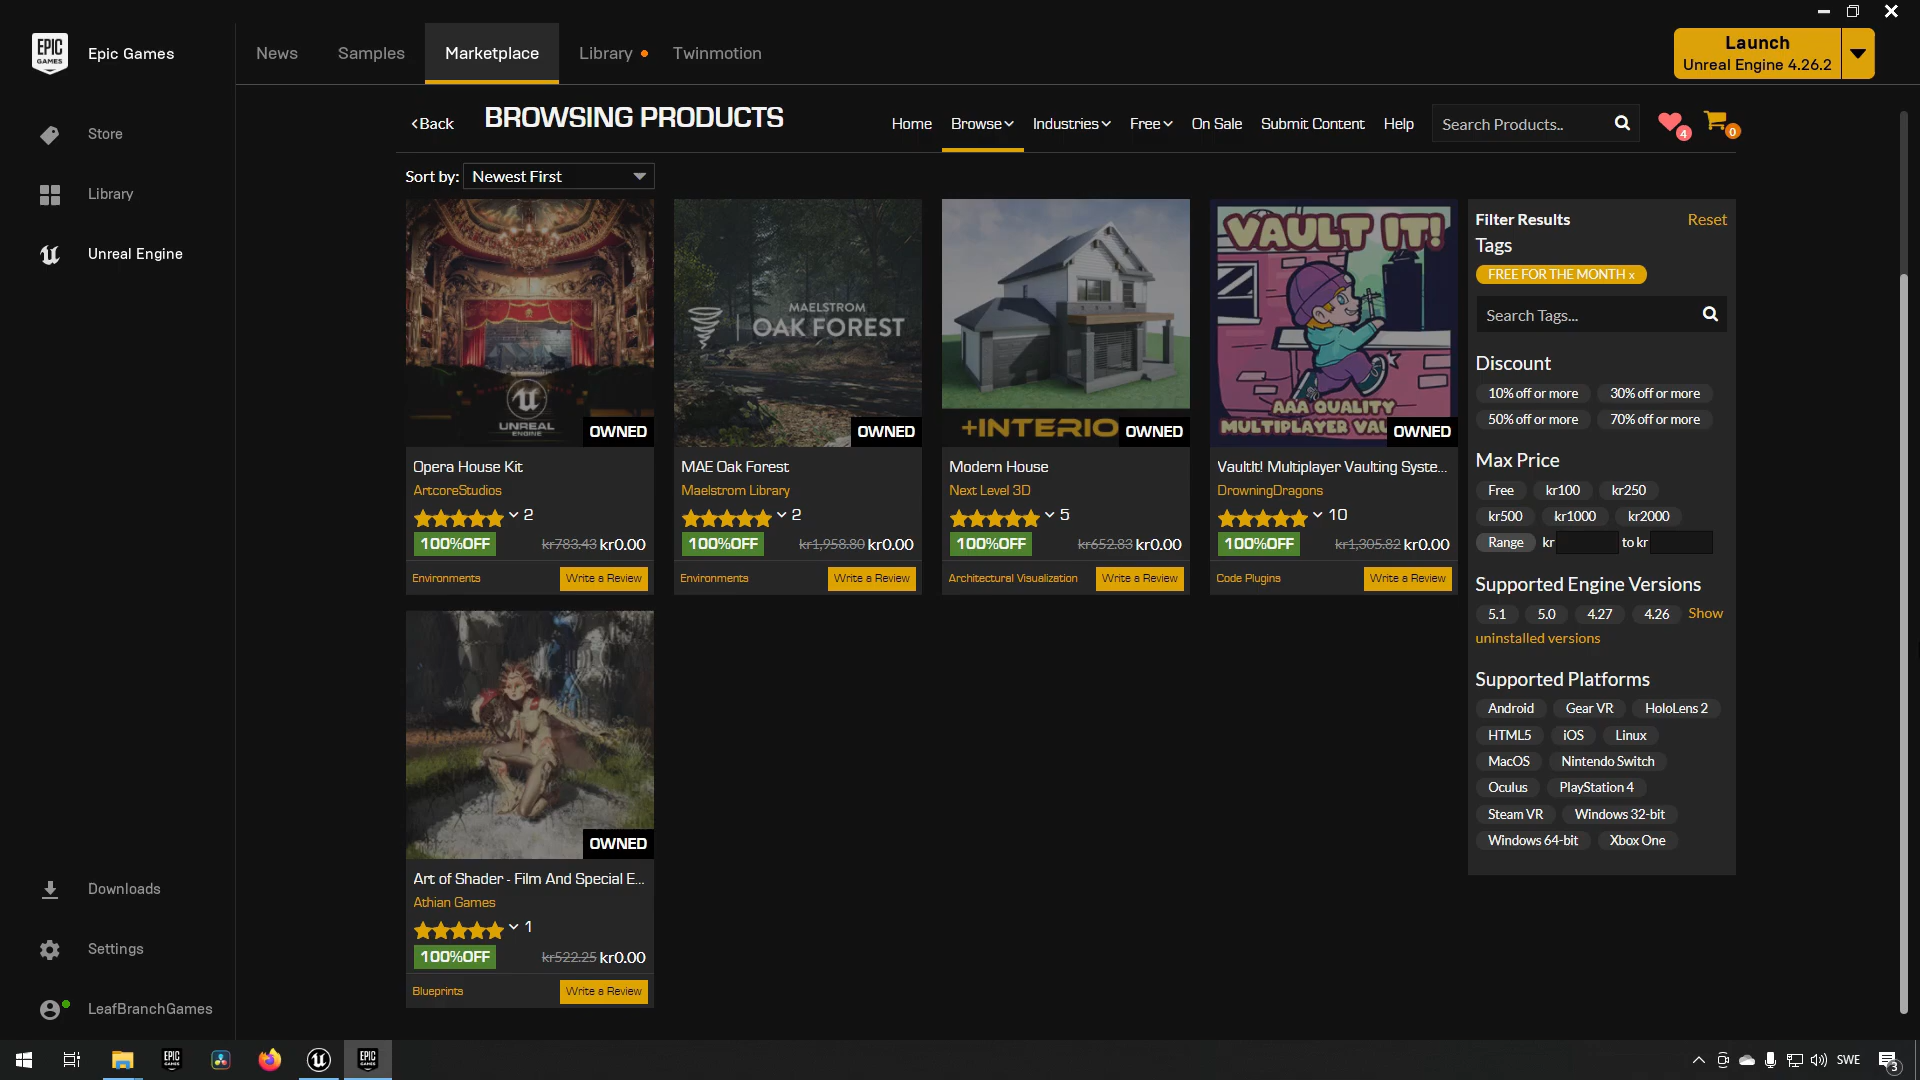 EPIC GAMES
Epic Games
News
Samples
Marketplace
Library
Twinmotion
Launch
Unreal Engine 4.26.2
Store
Library
Unreal Engine
Downloads
Settings
LeafBranchGames
Back
BROWSING PRODUCTS
Home
Browse
Industries
Free
On Sale
Submit Content
Help
Search Products..
4
0
Sort by:
Newest First
UNREAL
ENGINE
OWNED
Opera House Kit
ArtcoreStudios
2
100%OFF
kr783.43 kr0.00
Environments
Write a Review
MAELSTROM
OAK FOREST
OWNED
MAE Oak Forest
Maelstrom Library
2
100%OFF
kr1,958.80 kr0.00
Environments
Write a Review
+INTERIO
OWNED
Modern House
Next Level 3D
5
100%OFF
kr652.83 kr0.00
Architectural Visualization
Write a Review
VAULT IT!
AAA QUALITY
MULTIPLAYER VAU
OWNED
VaultIt! Multiplayer Vaulting Syste...
DrowningDragons
10
100%OFF
kr1,305.82 kr0.00
Code Plugins
Write a Review
OWNED
Art of Shader - Film And Special E...
Athian Games
1
100%OFF
kr522.25 kr0.00
Blueprints
Write a Review
Filter Results
Reset
Tags
FREE FOR THE MONTH x
Search Tags...
Discount
10% off or more
30% off or more
50% off or more
70% off or more
Max Price
Free
kr100
kr250
kr500
kr1000
kr2000
Range
kr
to kr
Supported Engine Versions
5.1
5.0
4.27
4.26
Show
uninstalled versions
Supported Platforms
Android
Gear VR
HoloLens 2
HTML5
iOS
Linux
MacOS
Nintendo Switch
Oculus
PlayStation 4
Steam VR
Windows 32-bit
Windows 64-bit
Xbox One
EPIC GAMES
EPIC GAMES
SWE
3